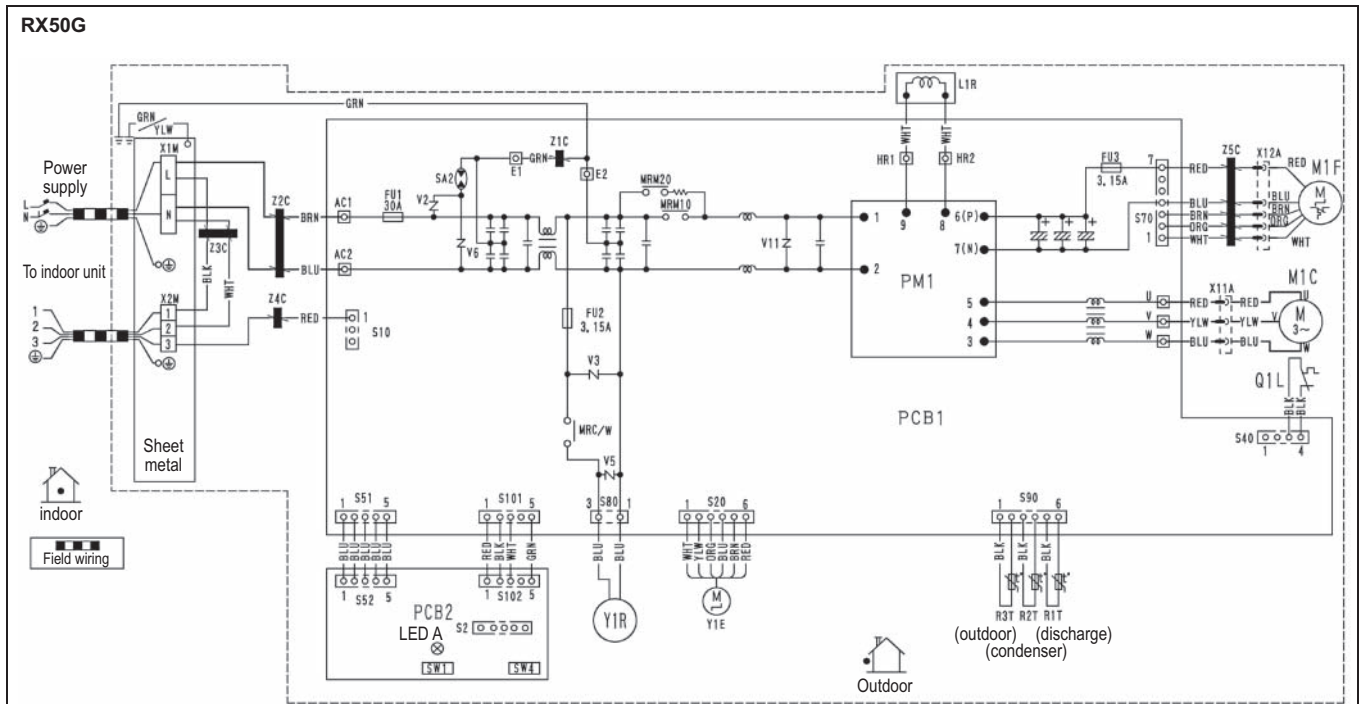 RX50G
L1R
GRN
GRN
YLW
X1M
L
N
Power
supply
L
N
To indoor unit
1
2
3
X2M
1
2
3
Z3C
BLK
WHT
Sheet
metal
indoor
Field wiring
Z2C
BRN
BLU
Z4C
RED
AC1
AC2
1
S10
FU1
30A
V2
SA2
V6
E1
GRN
Z1C
E2
MRM20
MRM10
V11
WHT
WHT
HR1
HR2
9
8
1
2
6(P)
7(N)
PM1
5
4
3
FU3
3.15A
7
S70
1
Z5C
X12A
RED
BLU
BRN
ORG
WHT
RED
BLU
BRN
ORG
WHT
M1F
M
U
V
W
X11A
RED
YLW
BLU
RED
YLW
BLU
U
V
W
M1C
M
3~
Q1L
BLK
BLK
S40
1
4
PCB1
FU2
3.15A
V3
MRC/W
V5
1 S51 5
1 S101 5
3 S80 1
1 S20 6
1 S90 6
BLU
BLU
BLU
BLU
BLU
RED
BLK
WHT
GRN
BLU
BLU
WHT
YLW
ORG
BLU
BRN
RED
BLK
BLK
BLK
1 S52 5
1 S102 5
PCB2
LED A
S2
SW1
SW4
Y1R
M
Y1E
R3T R2T R1T
(outdoor) (discharge)
(condenser)
Outdoor